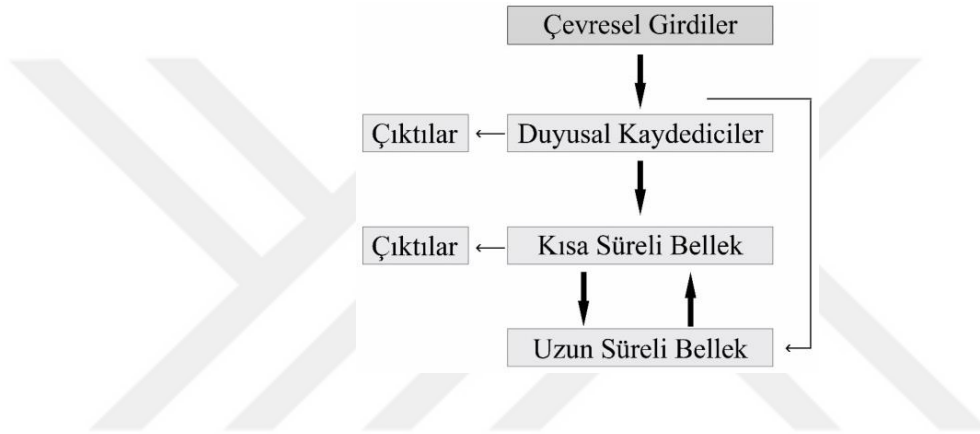 Çevresel Girdiler
Çıktılar
Duyusal Kaydediciler
Çıktılar
Kısa Süreli Bellek
Uzun Süreli Bellek